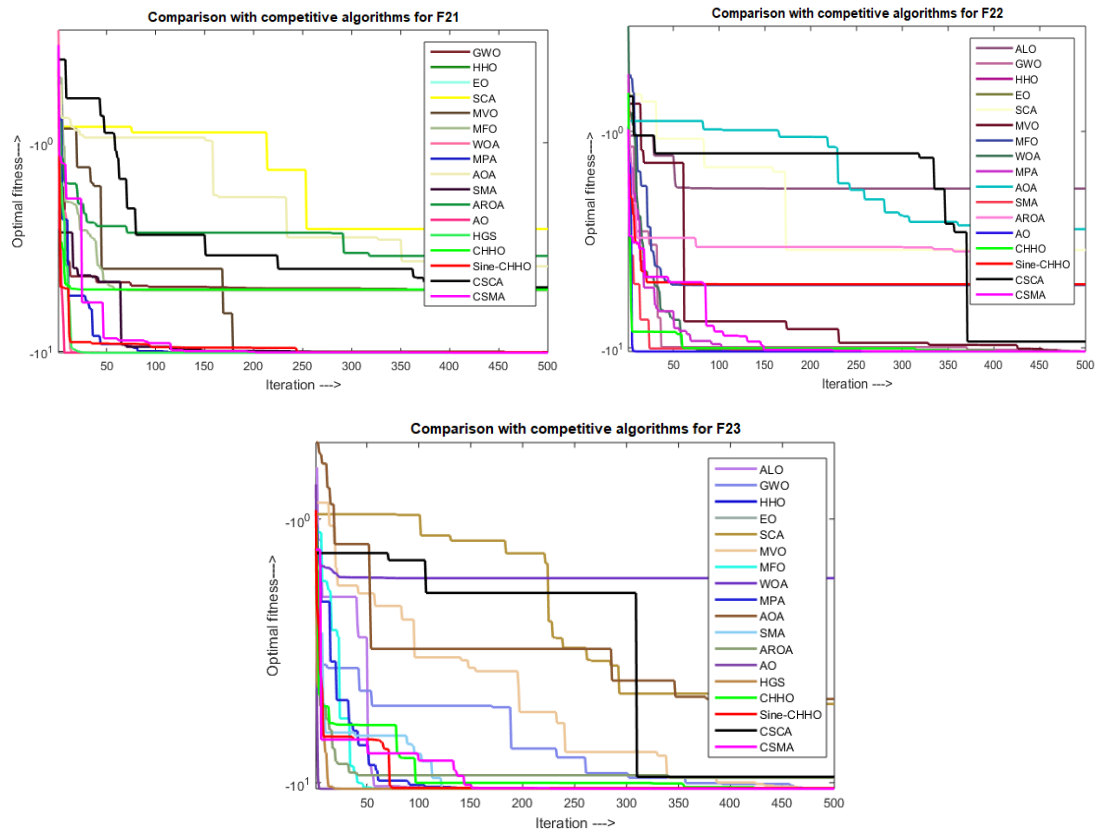 Comparison with competitive algorithms for F21
Optimal fitness--->
-10^0
-10^1
50 100 150 200 250 300 350 400 450 500
Iteration --->
GWO
HHO
EO
SCA
MVO
MFO
WOA
MPA
AOA
SMA
AROA
AO
HGS
CHHO
Sine-CHHO
CSCA
CSMA
Comparison with competitive algorithms for F22
Optimal fitness--->
-10^0
-10^1
50 100 150 200 250 300 350 400 450 500
Iteration --->
ALO
GWO
HHO
EO
SCA
MVO
MFO
WOA
MPA
AOA
SMA
AROA
AO
CHHO
Sine-CHHO
CSCA
CSMA
Comparison with competitive algorithms for F23
Optimal fitness--->
-10^0
-10^1
50 100 150 200 250 300 350 400 450 500
Iteration --->
ALO
GWO
HHO
EO
SCA
MVO
MFO
WOA
MPA
AOA
SMA
AROA
AO
HGS
CHHO
Sine-CHHO
CSCA
CSMA